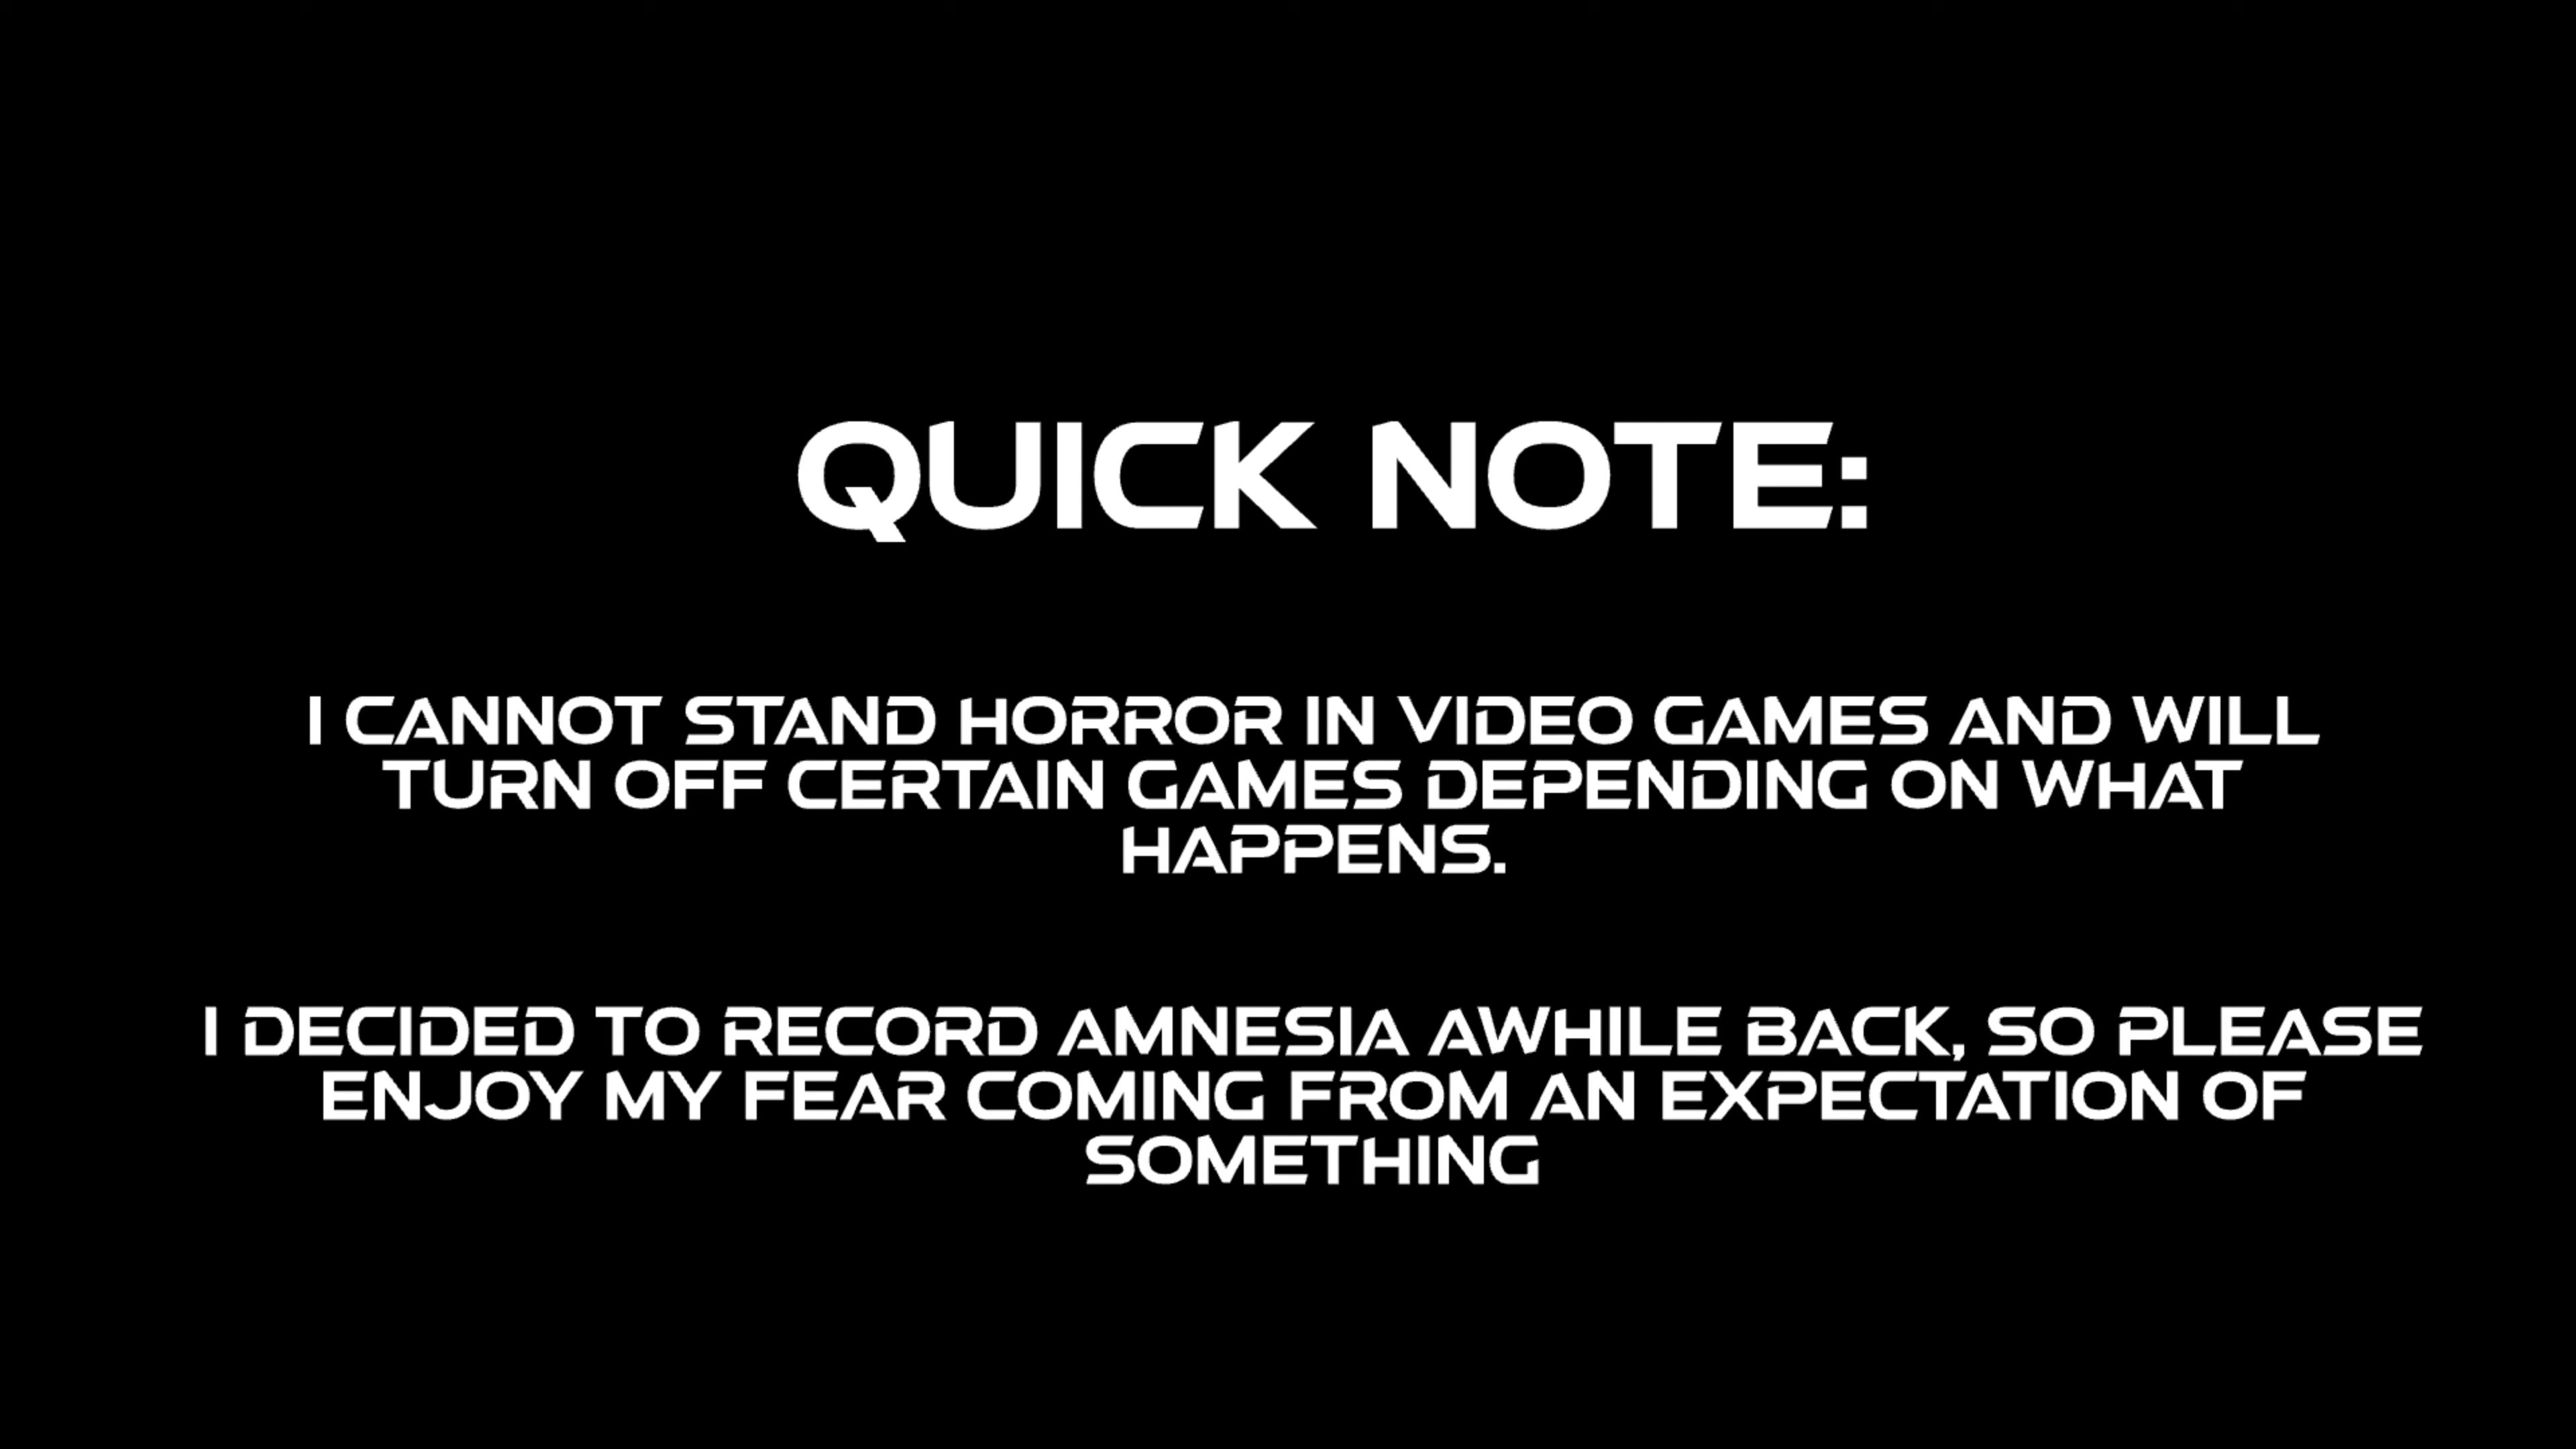 QUICK NOTE:
I CANNOT STAND HORROR IN VIDEO GAMES AND WILL
TURN OFF CERTAIN GAMES DEPENDING ON WHAT
HAPPENS.
I DECIDED TO RECORD AMNESIA AWHILE BACK, SO PLEASE
ENJOY MY FEAR COMING FROM AN EXPECTATION OF
SOMETHING